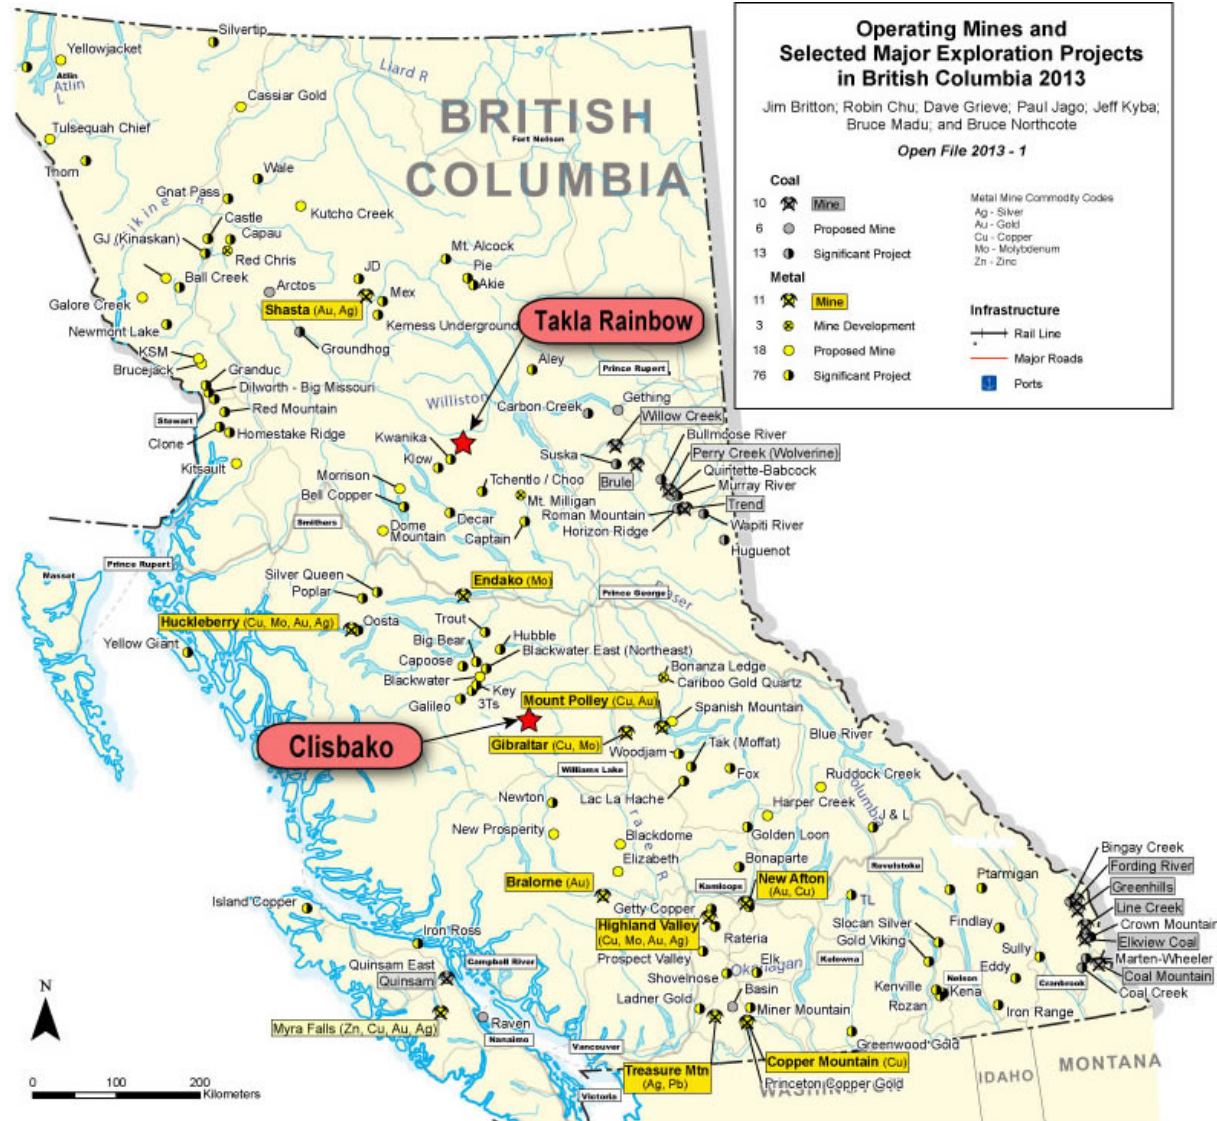 Operating Mines and
Selected Major Exploration Projects
in British Columbia 2013
Jim Britton; Robin Chu; Dave Grieve; Paul Jago; Jeff Kyba;
Bruce Madu; and Bruce Northcote
Open File 2013 - 1
Coal
10 Mine
6 Proposed Mine
13 Significant Project
Metal
11 Mine
3 Mine Development
18 Proposed Mine
76 Significant Project
Metal Mine Commodity Codes
Ag - Silver
Au - Gold
Cu - Copper
Mo - Molybdenum
Zn - Zinc
Infrastructure
Rail Line
Major Roads
Ports
Silvertip
Yellowjacket
Atlin
Atlin
L
Liard R
Cassiar Gold
BRITISH
COLUMBIA
Fort Nelson
Tulsequah Chief
Thorn
Wale
Gnat Pass
Kutcho Creek
Castle
GJ (Kinaskan)
Capau
Red Chris
Mt. Alcock
Pie
Akie
JD
Mex
Ball Creek
Arctos
Galore Creek
Shasta (Au, Ag)
Kemess Underground
Takla Rainbow
Newmont Lake
Groundhog
KSM
Brucejack
Granduc
Aley
Prince Rupert
Dilworth - Big Missouri
Williston
Carbon Creek
Gething
Willow Creek
Red Mountain
Stewart
Clone
Homestake Ridge
Kwanika
Klow
Bullmoose River
Perry Creek (Wolverine)
Suska
Kitsault
Quintette-Babcock
Brule
Murray River
Morrison
Tchentlo / Choo
Bell Copper
Mt. Milligan
Trend
Roman Mountain
Wapiti River
Smithers
Dome
Mountain
Decar
Captain
Horizon Ridge
Huguenot
Prince Rupert
Masset
Silver Queen
Poplar
Endako (Mo)
Prince George
Fraser
Huckleberry (Cu, Mo, Au, Ag)
Oosta
Trout
Yellow Giant
Big Bear
Hubble
Capoose
Blackwater East (Northeast)
Blackwater
Bonanza Ledge
Cariboo Gold Quartz
Key
3Ts
Galileo
Mount Polley (Cu, Au)
Spanish Mountain
Clisbako
Gibraltar (Cu, Mo)
Woodjam
Tak (Moffat)
Blue River
Williams Lake
Fox
Ruddock Creek
Newton
Lac La Hache
Harper Creek
Columbia
J & L
New Prosperity
Blackdome
Golden Loon
Elizabeth
Bonaparte
Revelstoke
Bingay Creek
Fording River
Bralorne (Au)
Kamloops
New Afton
(Au, Cu)
Ptarmigan
Greenhills
Island Copper
Getty Copper
TL
Line Creek
Highland Valley
(Cu, Mo, Au, Ag)
Slocan Silver
Findlay
Crown Mountain
Iron Ross
Rateria
Gold Viking
Elkview Coal
Prospect Valley
Elk
Kelowna
Sully
Marten-Wheeler
Campbell River
Quinsam East
Quinsam
Shovelnose
Okanagan
Nelson
Eddy
Cranbrook
Coal Mountain
Basin
Kenville
Kena
Coal Creek
Ladner Gold
Miner Mountain
Rozan
Iron Range
N
Myra Falls (Zn, Cu, Au, Ag)
Raven
Nanaimo
Vancouver
Greenwood Gold
Treasure Mtn
(Ag, Pb)
Copper Mountain (Cu)
Princeton Copper Gold
MONTANA
IDAHO
WASHINGTON
Victoria
0 100 200
Kilometers